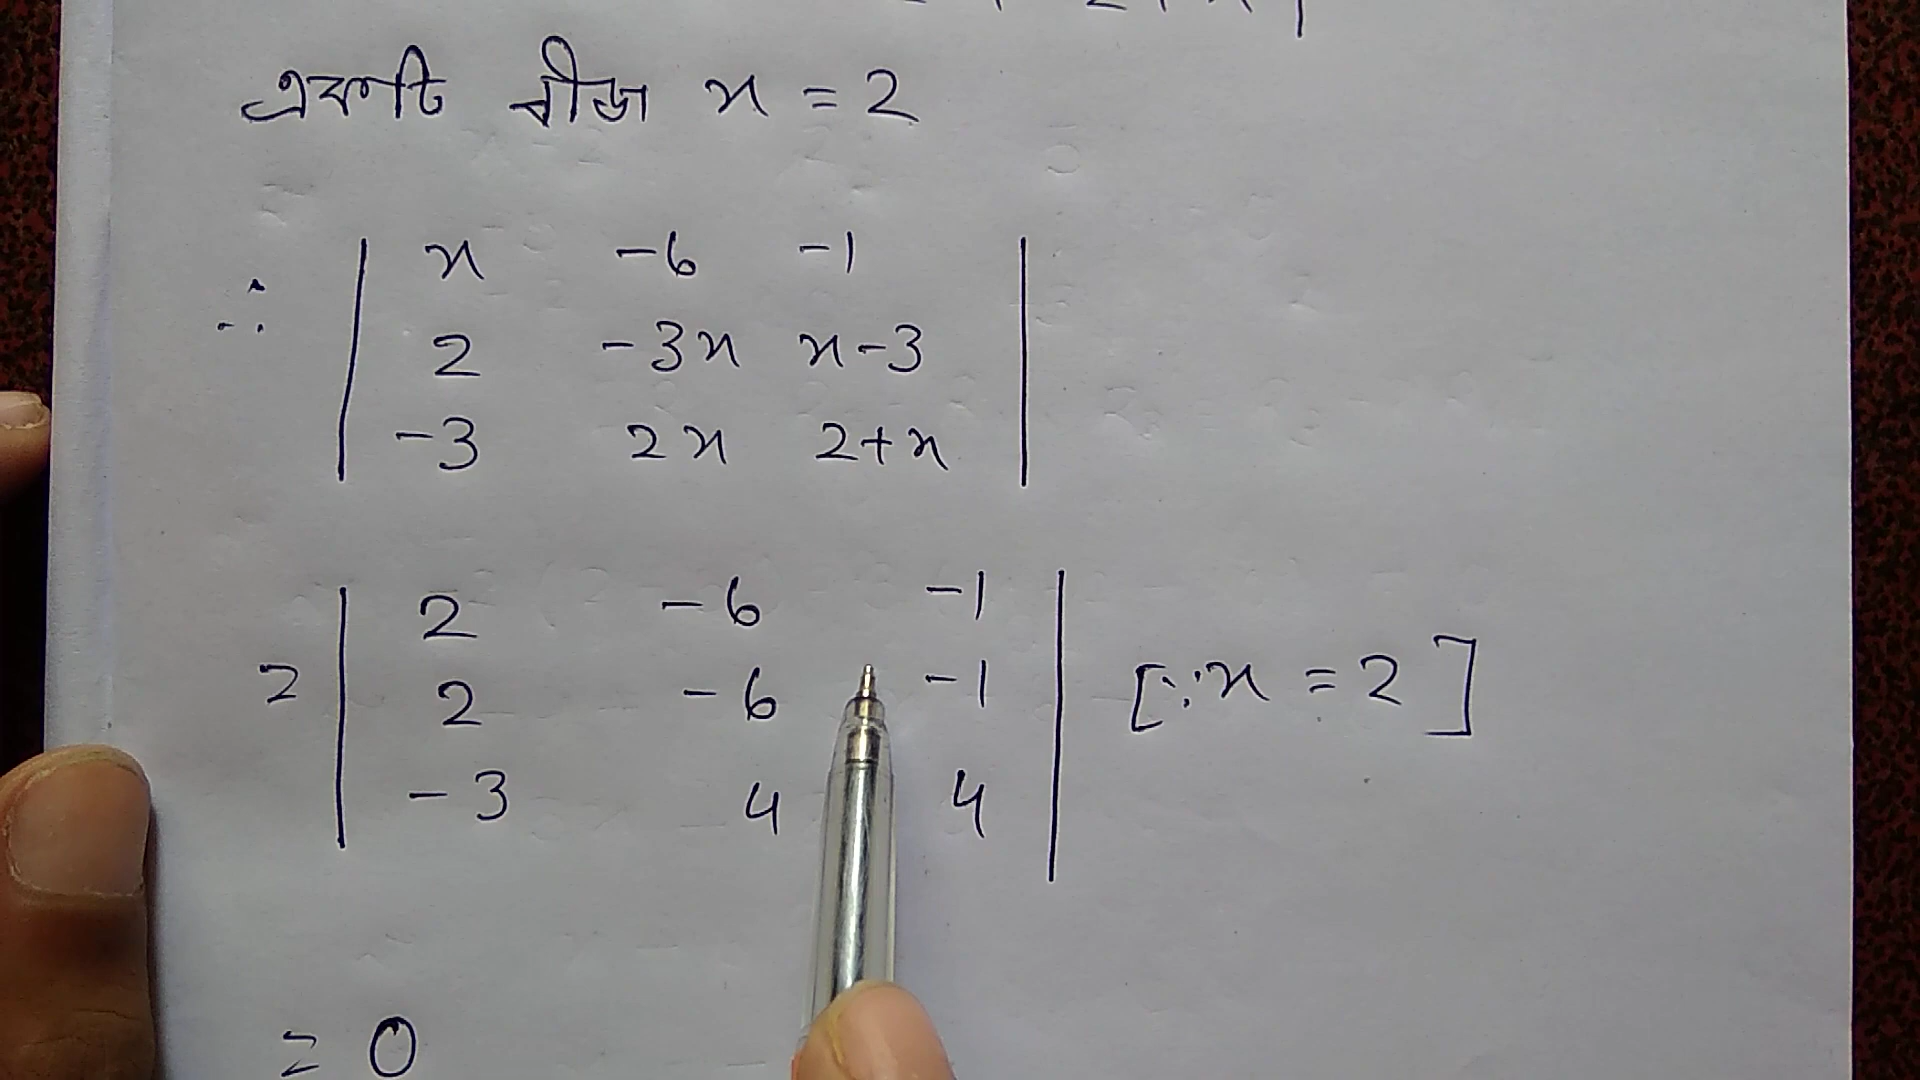 একটি বীজ x = 2
∴ | x -6 -1 |
| 2 -3x x-3 |
| -3 2x 2+x |
= | 2 -6 -1 |
| 2 -6 -1 | [∵ x = 2]
| -3 4 4 |
= 0